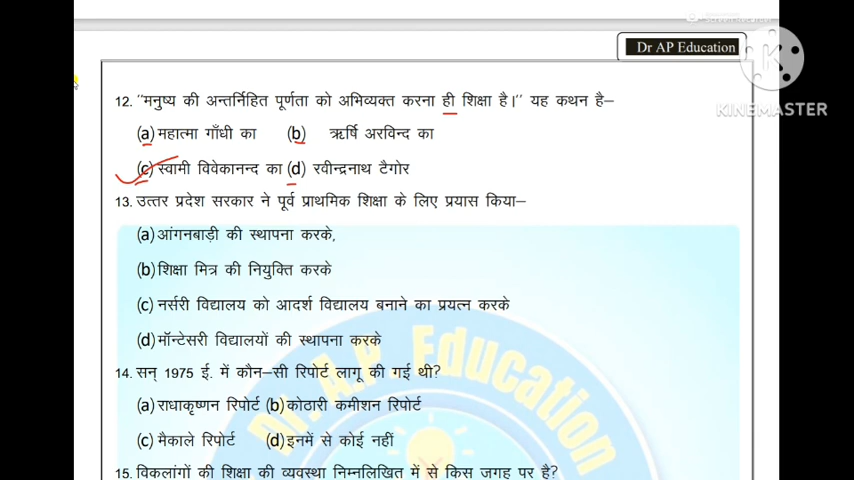 Dr AP Education
KINEMASTER
12. "मनुष्य की अन्तर्निहित पूर्णता को अभिव्यक्त करना ही शिक्षा है।" यह कथन है–
(a) महात्मा गाँधी का (b) ऋर्षि अरविन्द का
(c) स्वामी विवेकानन्द का (d) रवीन्द्रनाथ टैगोर
13. उत्तर प्रदेश सरकार ने पूर्व प्राथमिक शिक्षा के लिए प्रयास किया–
(a) आंगनबाड़ी की स्थापना करके,
(b) शिक्षा मित्र की नियुक्ति करके
(c) नर्सरी विद्यालय को आदर्श विद्यालय बनाने का प्रयत्न करके
(d) मॉन्टेसरी विद्यालयों की स्थापना करके
14. सन् 1975 ई. में कौन–सी रिपोर्ट लागू की गई थी?
(a) राधाकृष्णन रिपोर्ट (b) कोठारी कमीशन रिपोर्ट
(c) मैकाले रिपोर्ट (d) इनमें से कोई नहीं
15. विकलांगों की शिक्षा की व्यवस्था निम्नलिखित में से किस जगह पर है?
Dr. A.P. Education